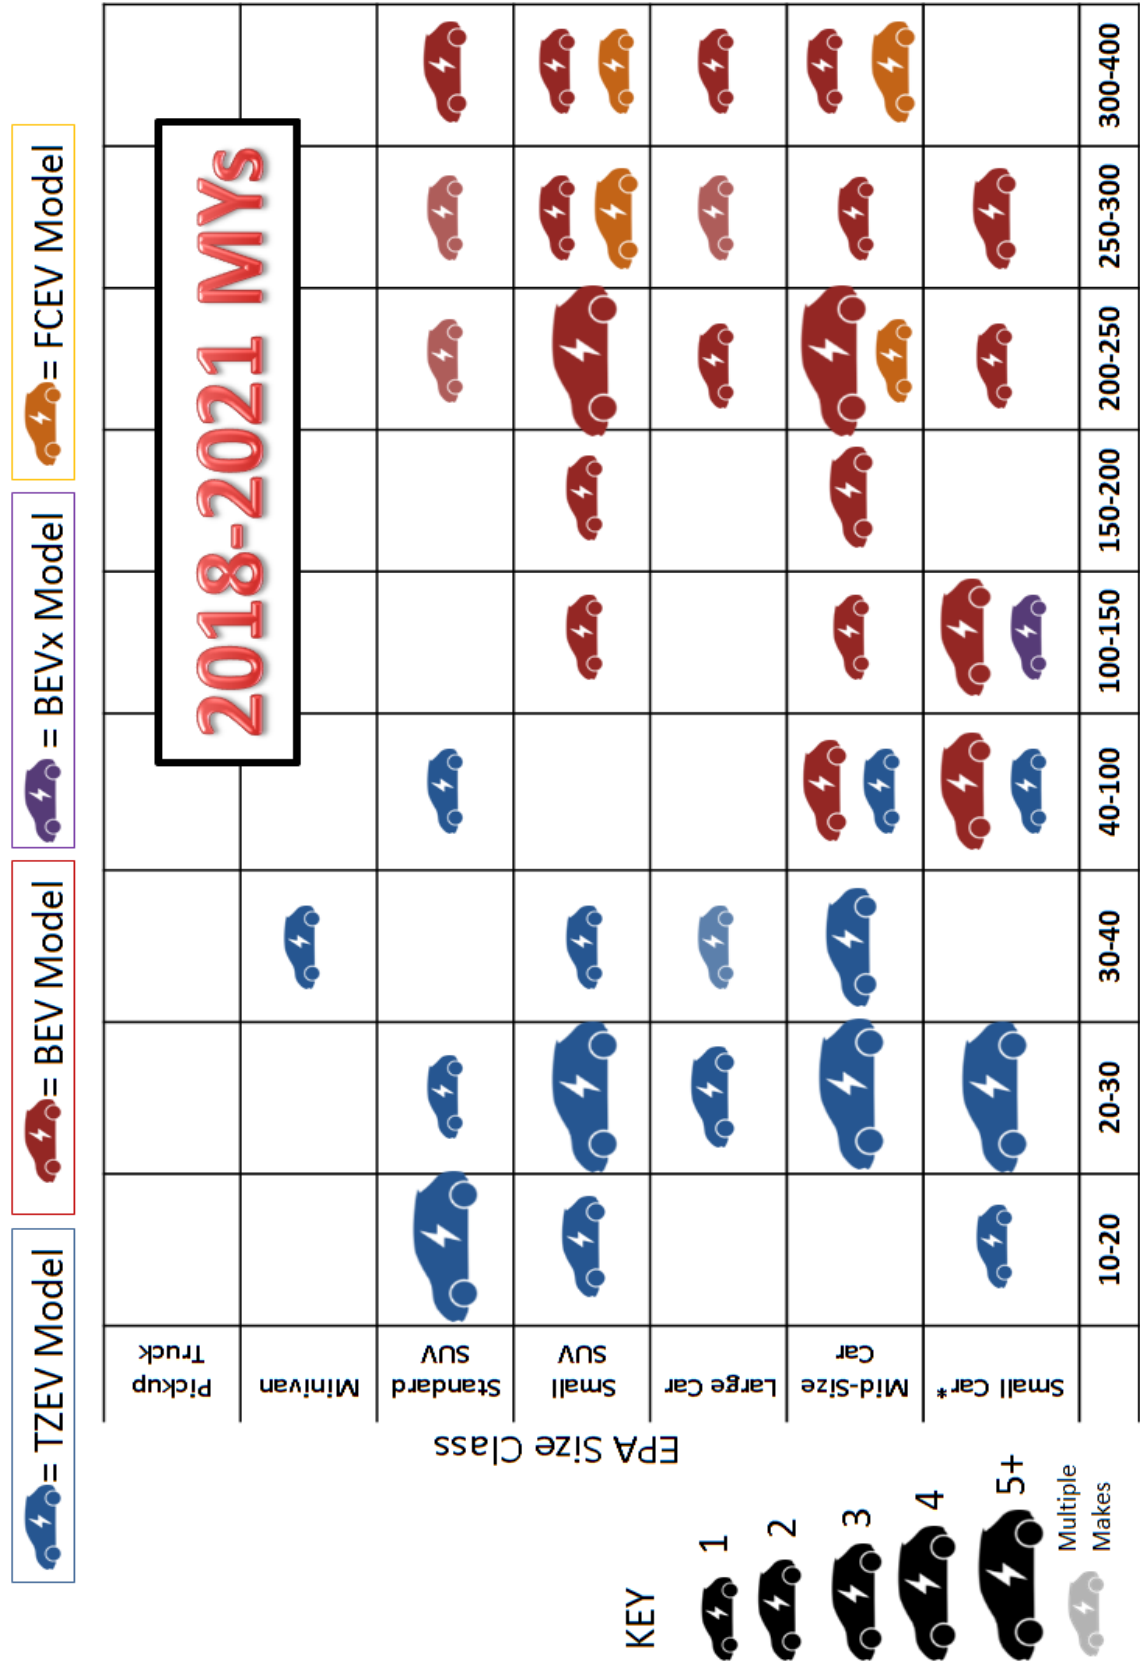 = TZEV Model
= BEV Model
= BEVx Model
= FCEV Model
2018-2021 MYs
EPA Size Class
Pickup
Truck
Minivan
Standard
SUV
Small
SUV
Large Car
Mid-Size
Car
Small Car*
10-20
20-30
30-40
40-100
100-150
150-200
200-250
250-300
300-400
KEY
1
2
3
4
5+
Multiple
Makes